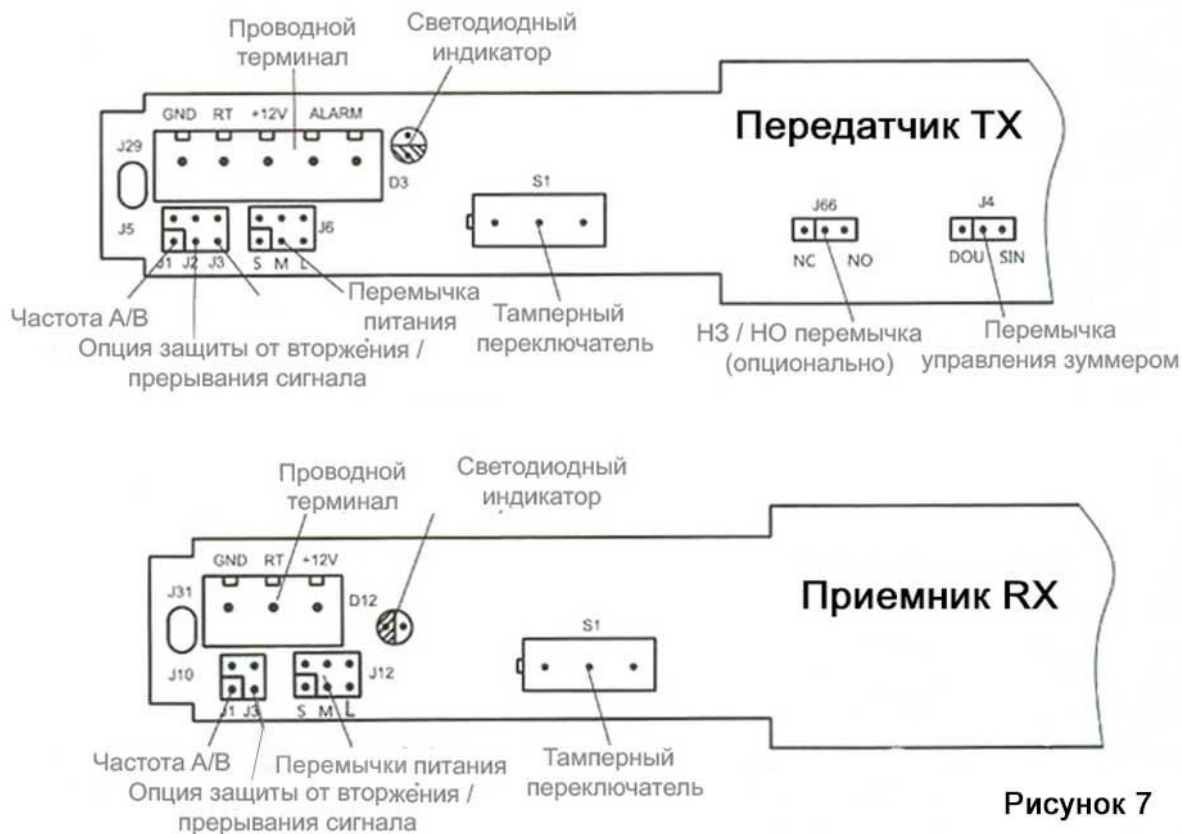 Проводной
терминал
Светодиодный
индикатор
GND RT +12V ALARM
Передатчик TX
J29
D3
S1
J66
J4
J5
J6
J1 J2 J3
S M L
NC NO
DOU SIN
Частота А/В
Перемычка
питания
Опция защиты от вторжения /
прерывания сигнала
Тамперный
переключатель
НЗ / НО перемычка
(опционально)
Перемычка
управления зуммером
Проводной
терминал
Светодиодный
индикатор
GND RT +12V
Приемник RX
J31
D12
S1
J10
J12
J1 J3
S M L
Частота А/В
Перемычки питания
Опция защиты от вторжения /
прерывания сигнала
Тамперный
переключатель
Рисунок 7